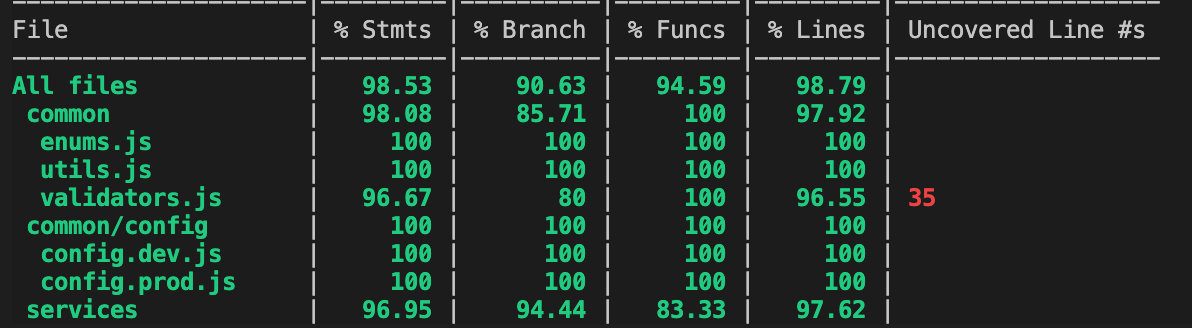 File | % Stmts | % Branch | % Funcs | % Lines | Uncovered Line #s
All files | 98.53 | 90.63 | 94.59 | 98.79 |
common | 98.08 | 85.71 | 100 | 97.92 |
enums.js | 100 | 100 | 100 | 100 |
utils.js | 100 | 100 | 100 | 100 |
validators.js | 96.67 | 80 | 100 | 96.55 | 35
common/config | 100 | 100 | 100 | 100 |
config.dev.js | 100 | 100 | 100 | 100 |
config.prod.js | 100 | 100 | 100 | 100 |
services | 96.95 | 94.44 | 83.33 | 97.62 |